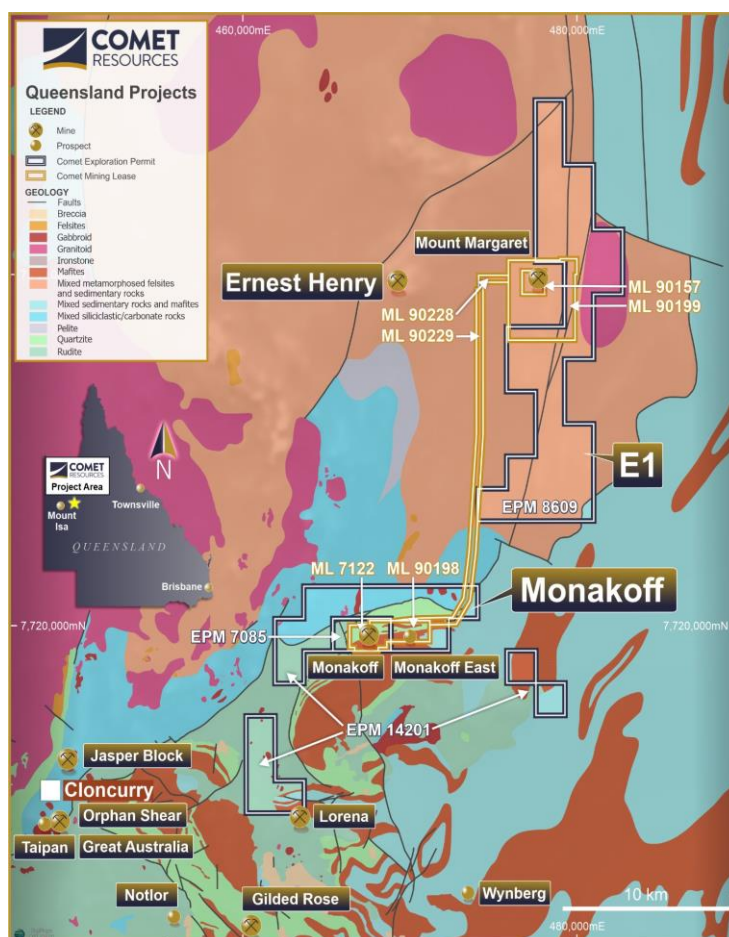 COMET
RESOURCES
Queensland Projects
LEGEND
Mine
Prospect
Comet Exploration Permit
Comet Mining Lease
GEOLOGY
Faults
Breccia
Felsites
Gabbroid
Granitoid
Ironstone
Mafites
Mixed metamorphosed felsites
and sedimentary rocks
Mixed sedimentary rocks and mafites
Mixed siliciclastic/carbonate rocks
Pelite
Quartzite
Rudite
460,000mE
480,000mE
Mount Margaret
Ernest Henry
ML 90157
ML 90228
ML 90199
ML 90229
N
COMET
RESOURCES
Project Area
Mount
Isa
Townsville
QUEENSLAND
Brisbane
E1
EPM 8609
ML 7122
ML 90198
Monakoff
7,720,000mN
7,720,000mN
EPM 7085
Monakoff
Monakoff East
EPM 14201
Jasper Block
Cloncurry
Orphan Shear
Taipan
Great Australia
Lorena
Notlor
Gilded Rose
Wynberg
10 km
480,000mE